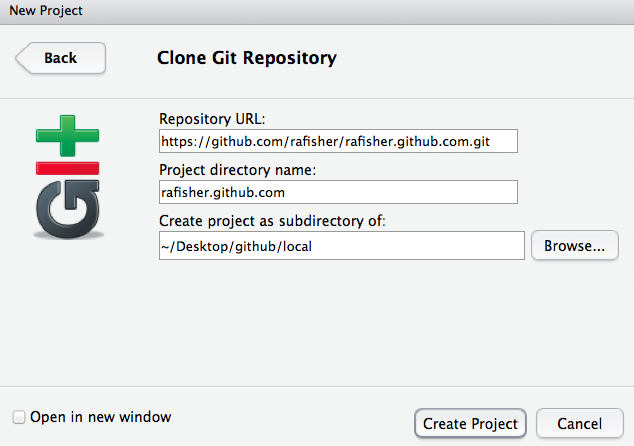 New Project
Back
Clone Git Repository
Repository URL:
https://github.com/rafisher/rafisher.github.com.git
Project directory name:
rafisher.github.com
Create project as subdirectory of:
~/Desktop/github/local
Browse...
git
Open in new window
Create Project
Cancel